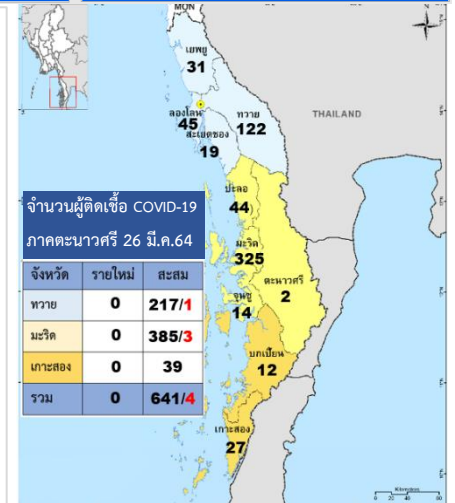 MON
เยพยู
31
ลองโลน
45
ทวาย
122
THAILAND
สะเยดชอง
19
ปะลอ
44
มะริด
325
ตะนาวศรี
2
จุนซู
14
บกเปี้ยน
12
เกาะสอง
27
จำนวนผู้ติดเชื้อ COVID-19
ภาคตะนาวศรี 26 มี.ค.64
จังหวัด รายใหม่ สะสม
ทวาย 0 217/1
มะริด 0 385/3
เกาะสอง 0 39
รวม 0 641/4
Kilometers